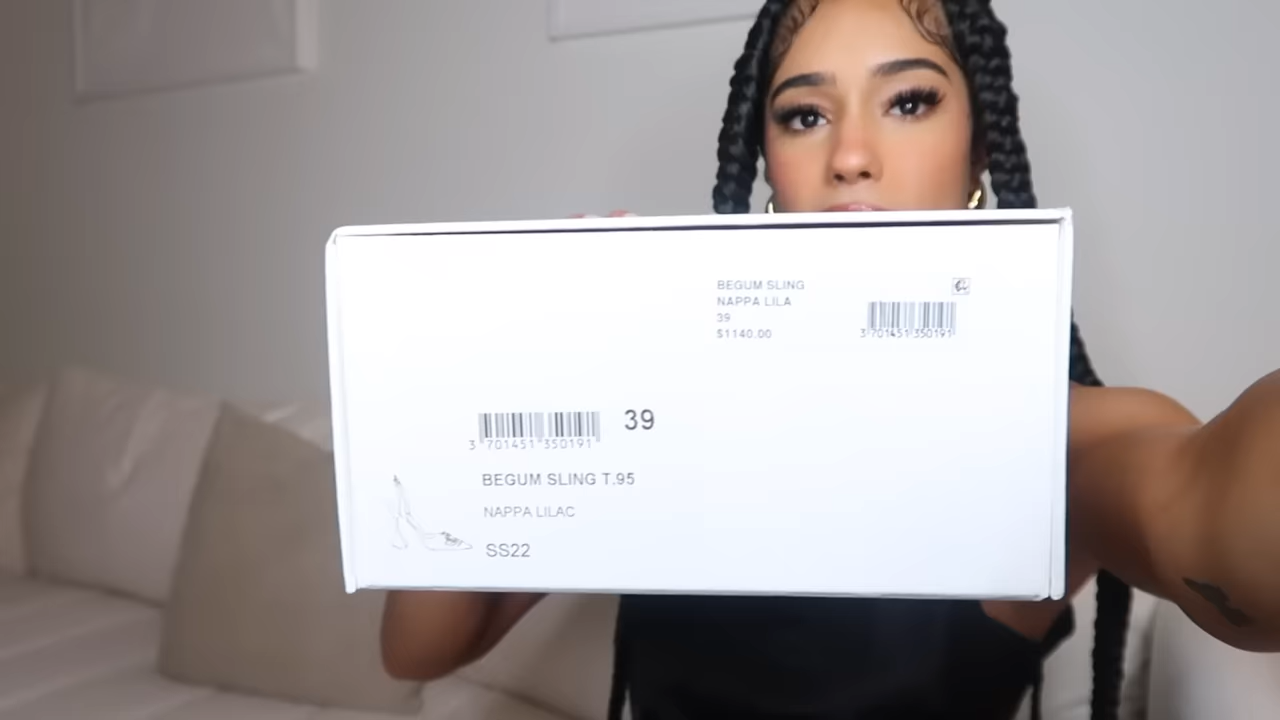 BEGUM SLING
NAPPA LILA
39
$1140.00
3 701451 350191
3 701451 350191
39
BEGUM SLING T.95
NAPPA LILAC
SS22